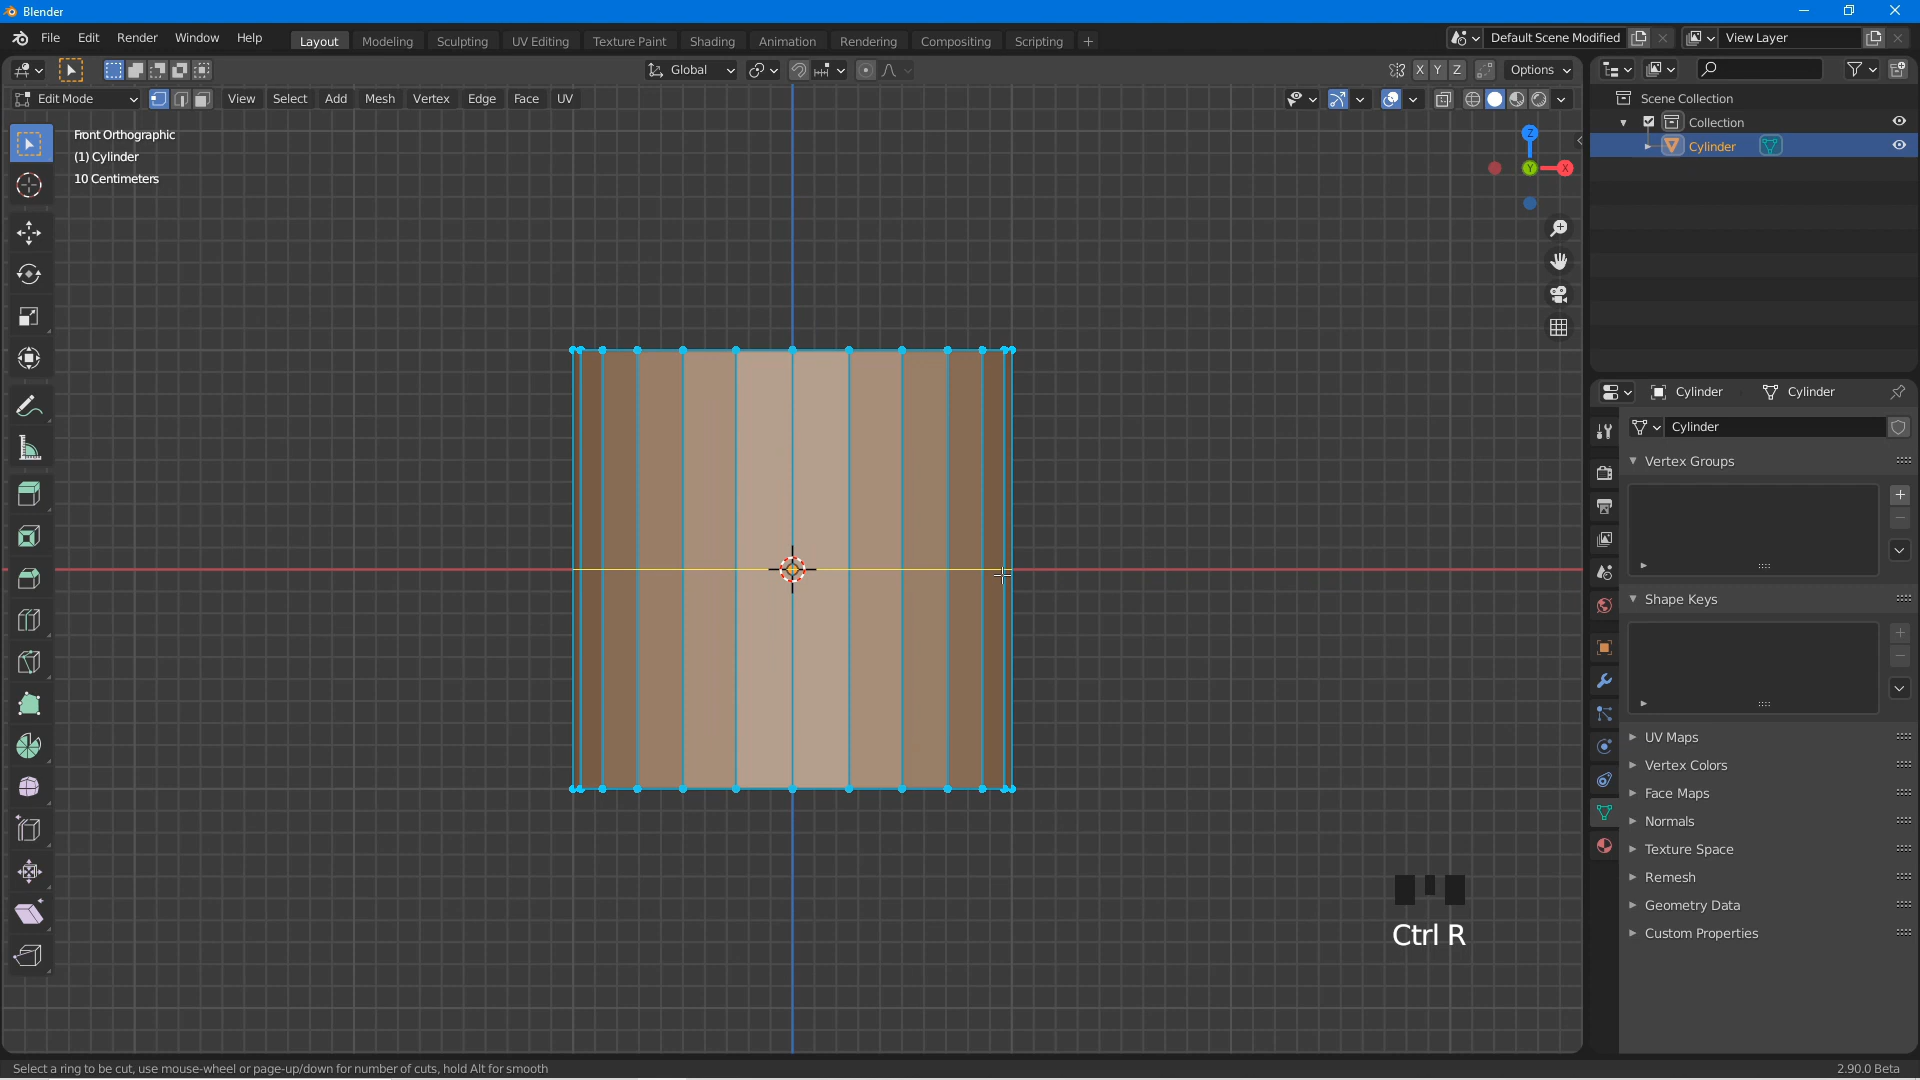 Blender
File Edit Render Window Help
Layout Modeling Sculpting UV Editing Texture Paint Shading Animation Rendering Compositing Scripting +
Default Scene Modified
View Layer
Global
X Y Z Options
Edit Mode
View Select Add Mesh Vertex Edge Face UV
Front Orthographic
(1) Cylinder
10 Centimeters
Z
Y
X
Scene Collection
Collection
Cylinder
Cylinder Cylinder
Cylinder
Vertex Groups
Shape Keys
UV Maps
Vertex Colors
Face Maps
Normals
Texture Space
Remesh
Geometry Data
Custom Properties
Ctrl R
Select a ring to be cut, use mouse-wheel or page-up/down for number of cuts, hold Alt for smooth
2.90.0 Beta